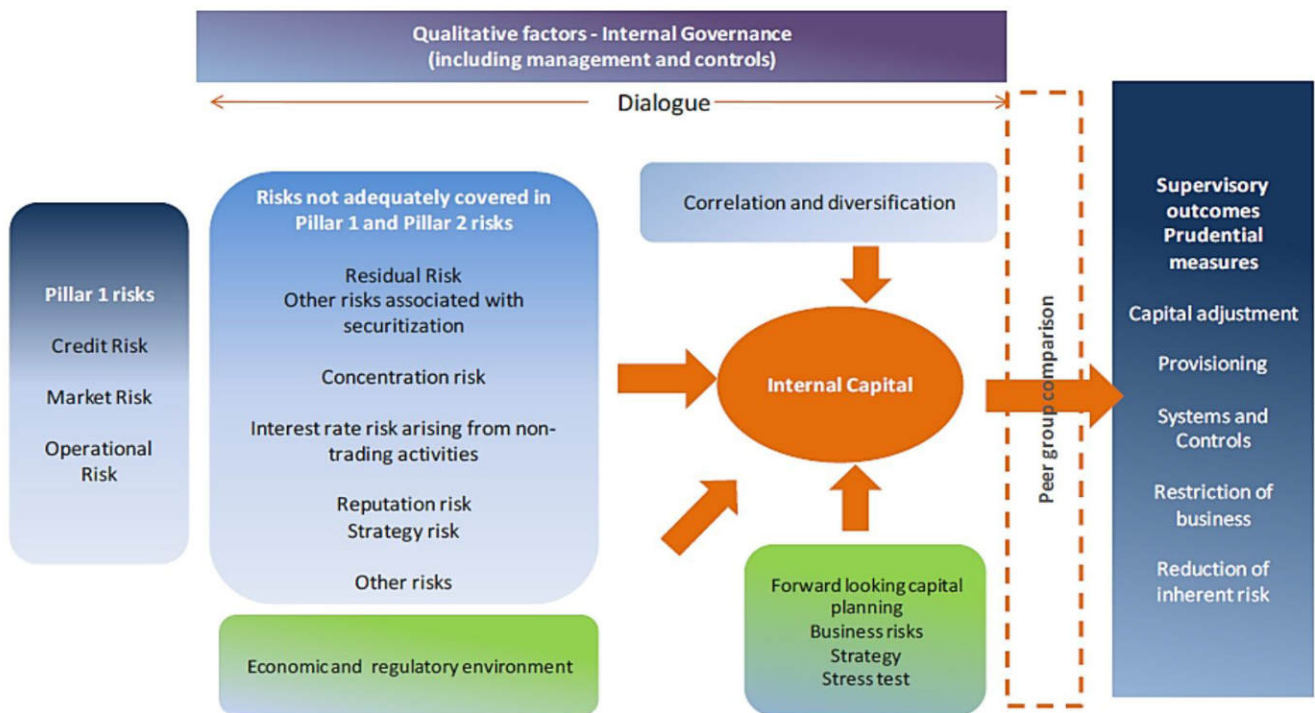 Qualitative factors - Internal Governance
(including management and controls)
Dialogue
Pillar 1 risks
Credit Risk
Market Risk
Operational
Risk
Risks not adequately covered in
Pillar 1 and Pillar 2 risks
Residual Risk
Other risks associated with
securitization
Concentration risk
Interest rate risk arising from non-
trading activities
Reputation risk
Strategy risk
Other risks
Economic and regulatory environment
Correlation and diversification
Internal Capital
Forward looking capital
planning
Business risks
Strategy
Stress test
Peer group comparison
Supervisory
outcomes
Prudential
measures
Capital adjustment
Provisioning
Systems and
Controls
Restriction of
business
Reduction of
inherent risk